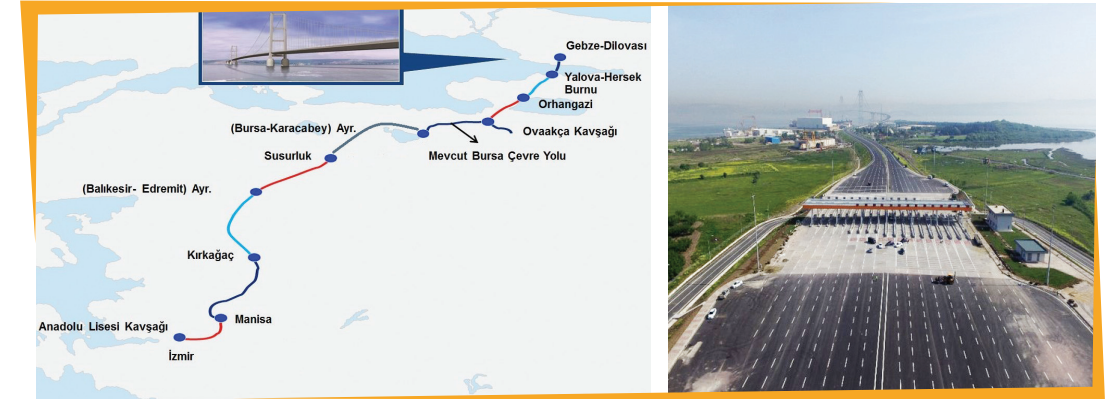 Gebze-Dilovası
Yalova-Hersek
Burnu
Orhangazi
(Bursa-Karacabey) Ayr.
Ovaakça Kavşağı
Susurluk
Mevcut Bursa Çevre Yolu
(Balıkesir- Edremit) Ayr.
Kırkağaç
Manisa
Anadolu Lisesi Kavşağı
İzmir